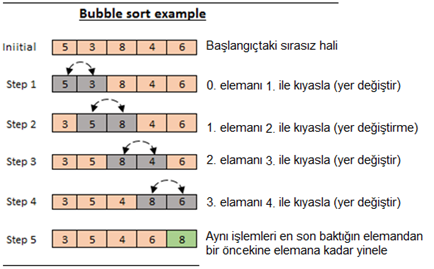 Bubble sort example
Iniitial 5 3 8 4 6 Başlangıçtaki sırasız hali
Step 1 5 3 8 4 6 0. elemanı 1. ile kıyasla (yer değiştir)
Step 2 3 5 8 4 6 1. elemanı 2. ile kıyasla (yer değiştirme)
Step 3 3 5 8 4 6 2. elamanı 3. ile kıyasla (yer değiştir)
Step 4 3 5 4 8 6 3. elamanı 4. ile kıyasla (yer değiştir)
Step 5 3 5 4 6 8 Aynı işlemleri en son baktığın elemandan
bir öncekine elemana kadar yinele